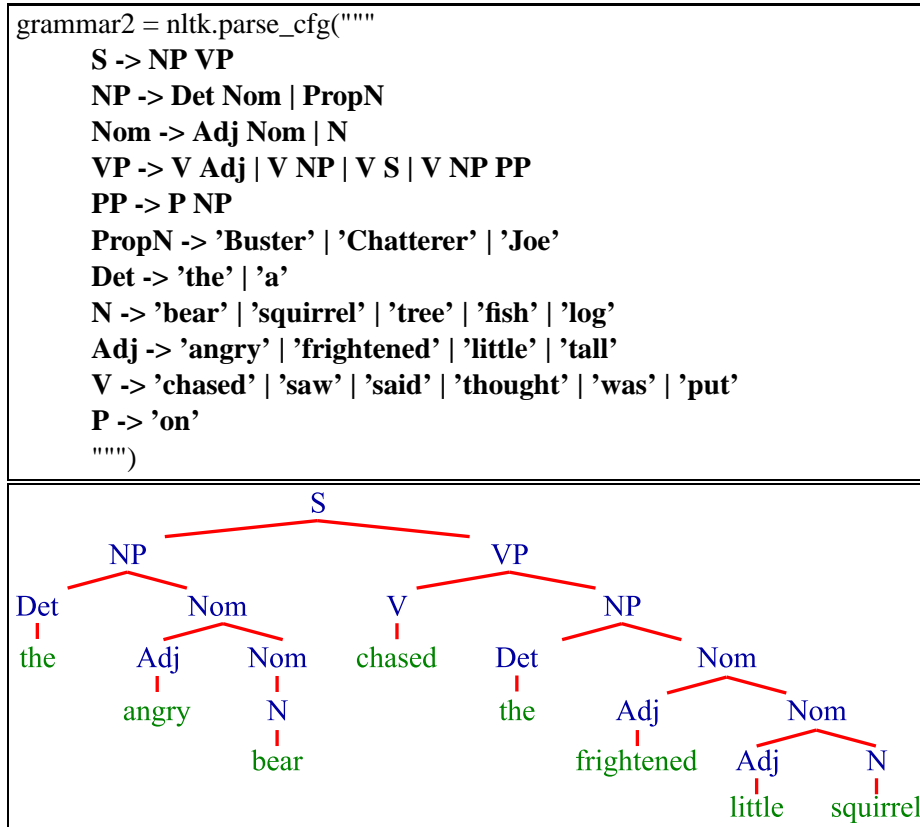 grammar2 = nltk.parse_cfg("""
S -> NP VP
NP -> Det Nom | PropN
Nom -> Adj Nom | N
VP -> V Adj | V NP | V S | V NP PP
PP -> P NP
PropN -> ’Buster’ | ’Chatterer’ | ’Joe’
Det -> ’the’ | ’a’
N -> ’bear’ | ’squirrel’ | ’tree’ | ’fish’ | ’log’
Adj -> ’angry’ | ’frightened’ | ’little’ | ’tall’
V -> ’chased’ | ’saw’ | ’said’ | ’thought’ | ’was’ | ’put’
P -> ’on’
""")
S
NP VP
Det Nom V NP
the Adj Nom chased Det Nom
angry N the Adj Nom
bear frightened Adj N
little squirrel